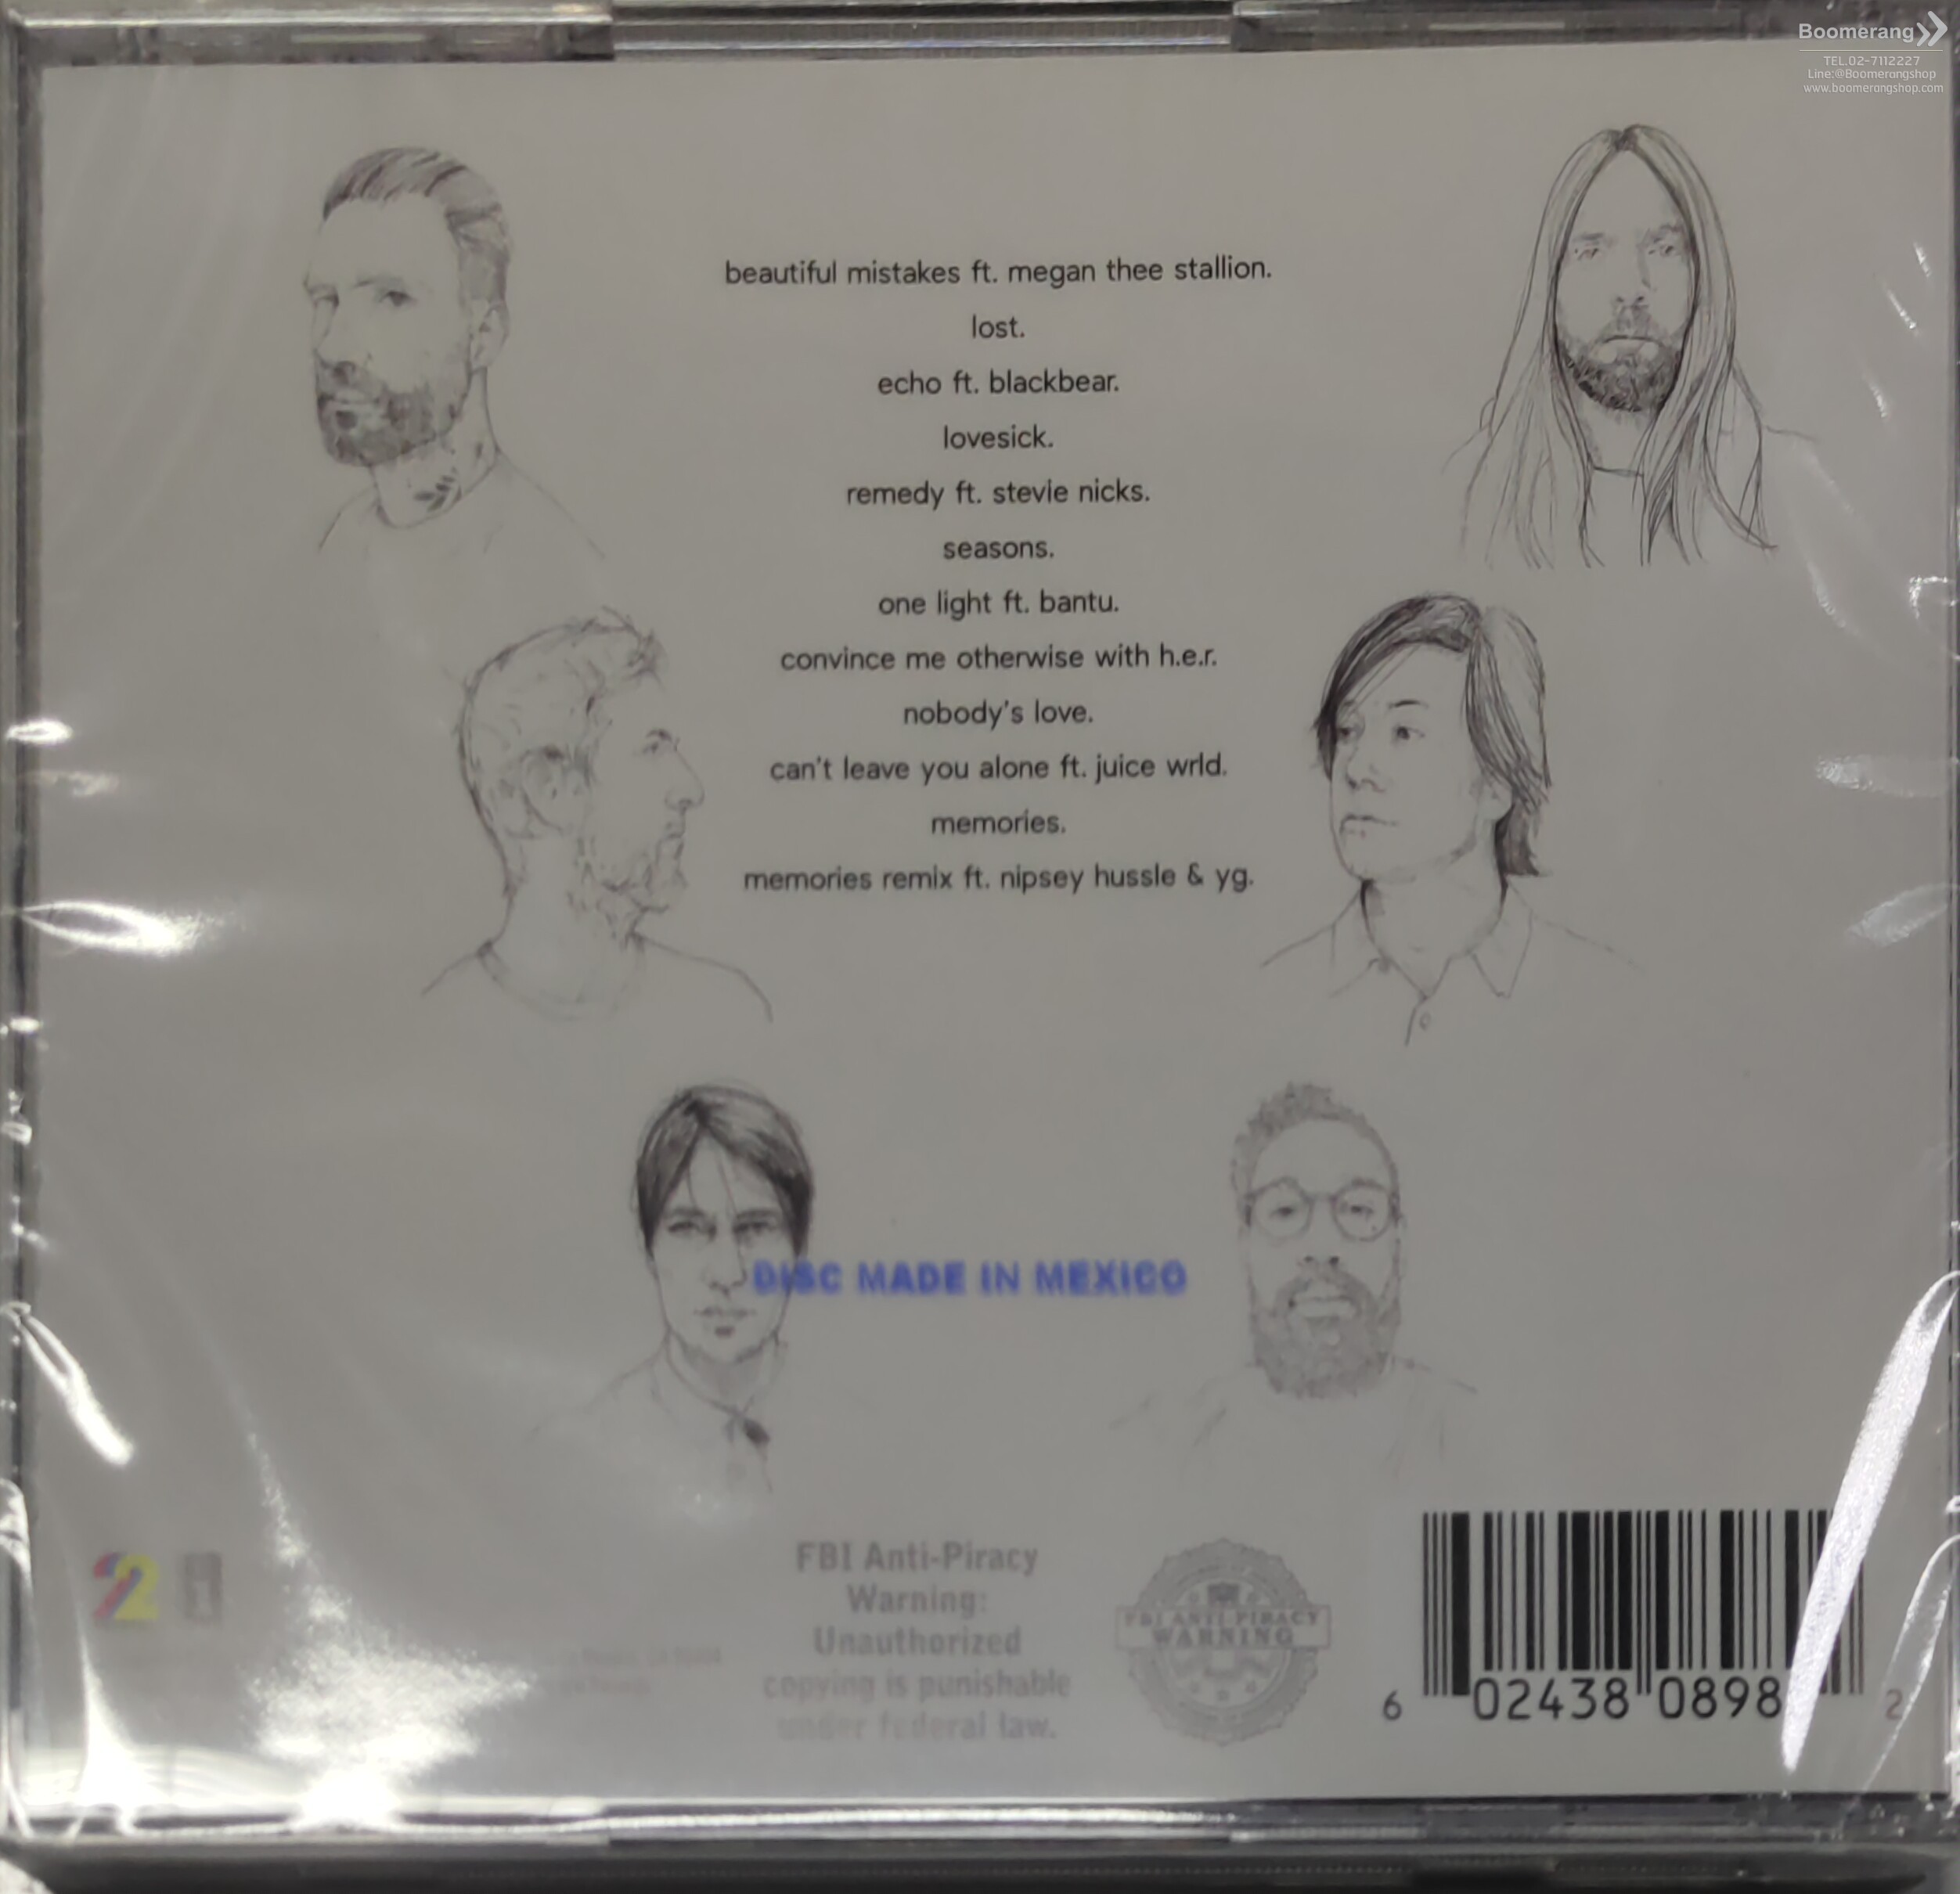 Boomerang
TEL.02-7112227
Line:@Boomerangshop
www.boomerangshop.com
beautiful mistakes ft. megan thee stallion.
lost.
echo ft. blackbear.
lovesick.
remedy ft. stevie nicks.
seasons.
one light ft. bantu.
convince me otherwise with h.e.r.
nobody's love.
can't leave you alone ft. juice wrld.
memories.
memories remix ft. nipsey hussle & yg.
DISC MADE IN MEXICO
22
FBI Anti-Piracy
Warning:
Unauthorized
copying is punishable
under federal law.
FBI ANTI-PIRACY
WARNING
6 02438 0898 2